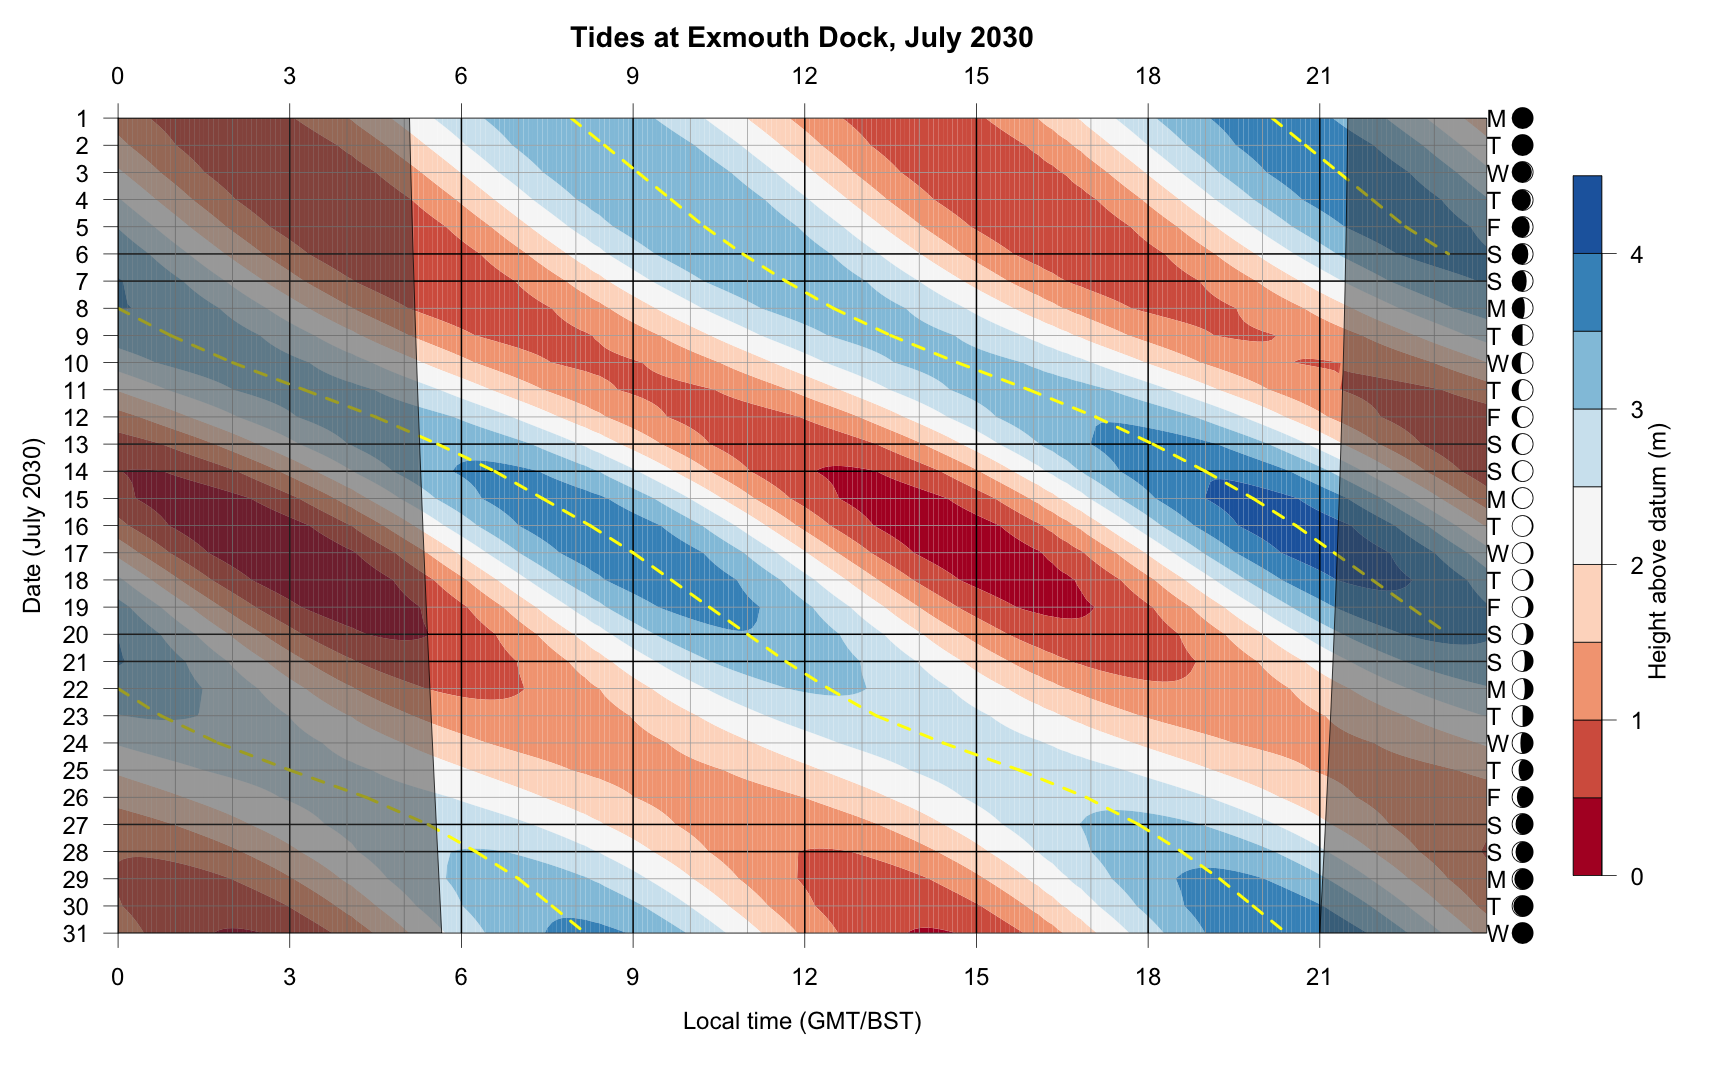 Tides at Exmouth Dock, July 2030
0 3 6 9 12 15 18 21
1 M
2 T
3 W
4 T
5 F
6 S
7 S
8 M
9 T
10 W
11 T
12 F
13 S
14 S
15 M
16 T
17 W
18 T
19 F
20 S
21 S
22 M
23 T
24 W
25 T
26 F
27 S
28 S
29 M
30 T
31 W
0 3 6 9 12 15 18 21
Local time (GMT/BST)
Date (July 2030)
4
3
2
1
0
Height above datum (m)